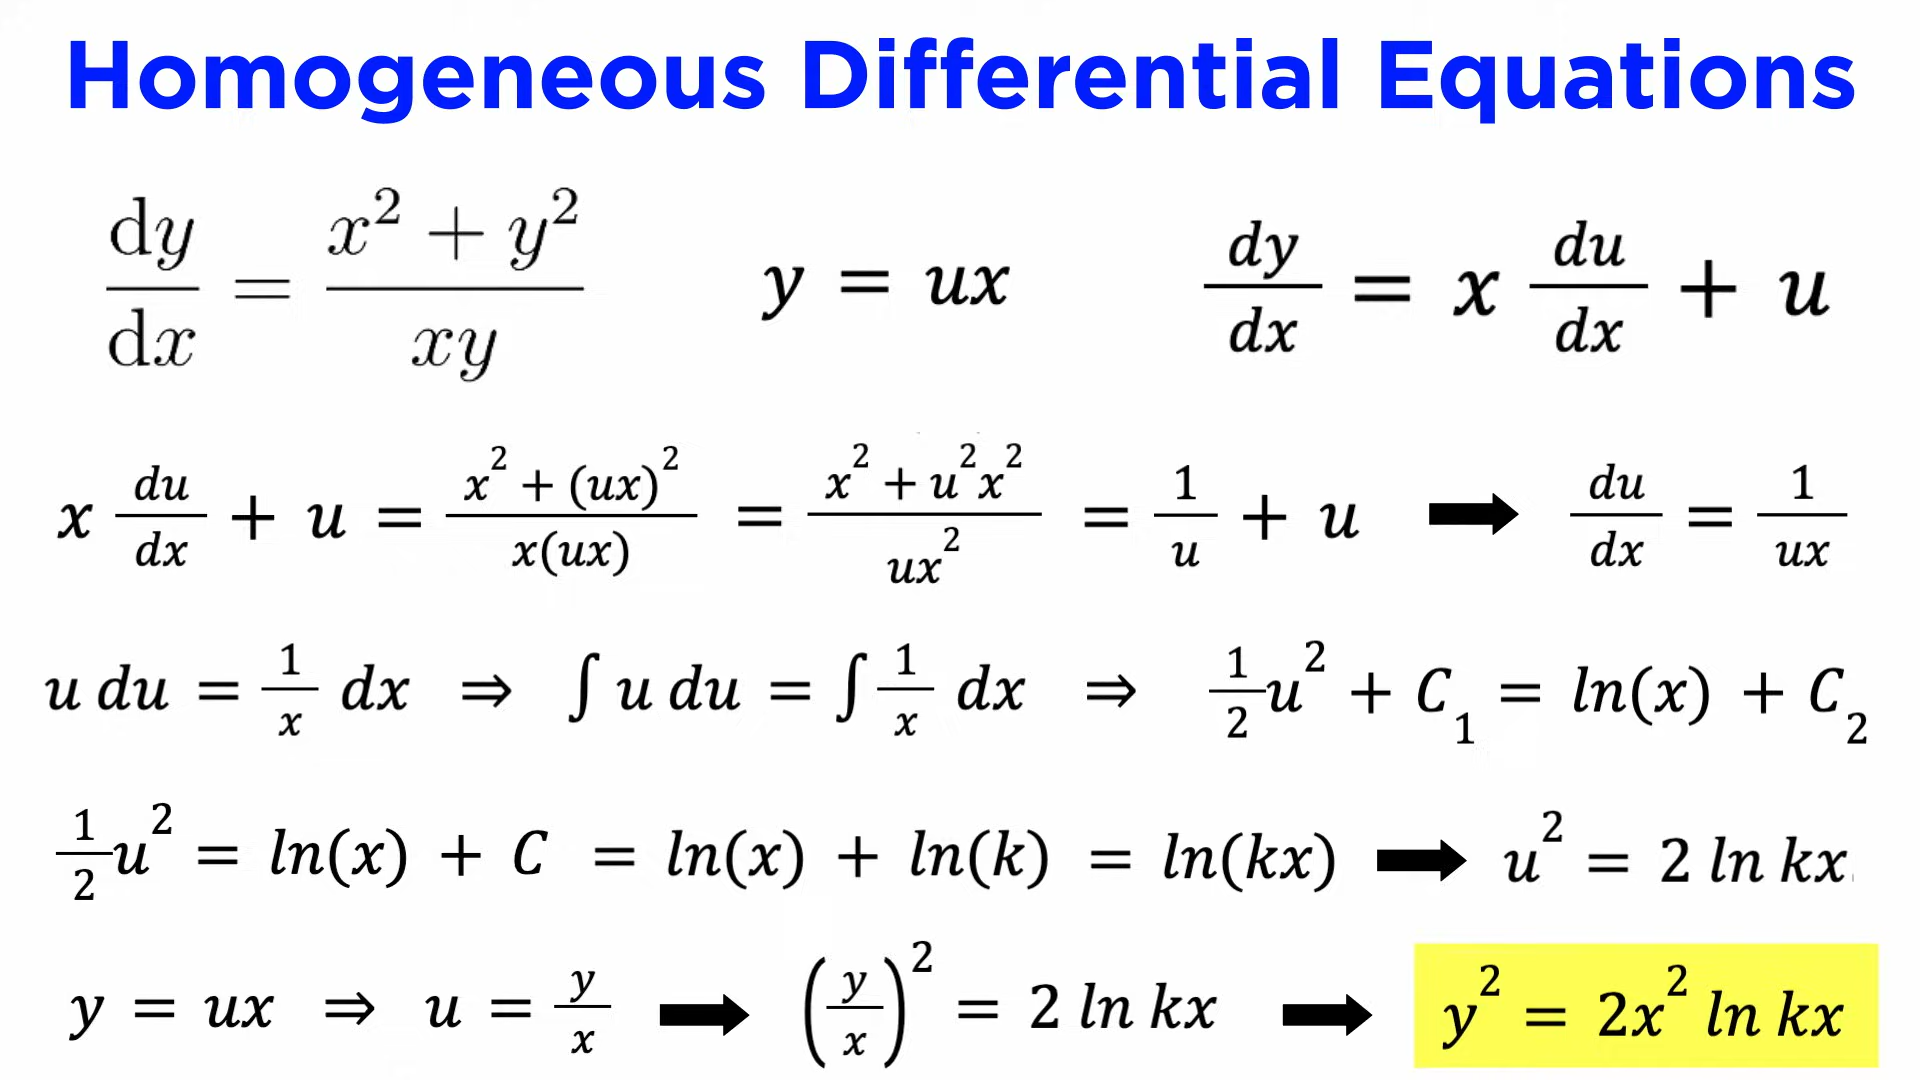 Homogeneous Differential Equations
dy/dx = (x² + y²)/(xy)    y = ux    dy/dx = x du/dx + u
x du/dx + u = (x² + (ux)²)/(x(ux)) = (x² + u²x²)/(ux²) = 1/u + u ➡ du/dx = 1/(ux)
u du = 1/x dx ⇒ ∫ u du = ∫ 1/x dx ⇒ 1/2 u² + C₁ = ln(x) + C₂
1/2 u² = ln(x) + C = ln(x) + ln(k) = ln(kx) ➡ u² = 2 ln kx
y = ux ⇒ u = y/x ➡ (y/x)² = 2 ln kx ➡ y² = 2x² ln kx